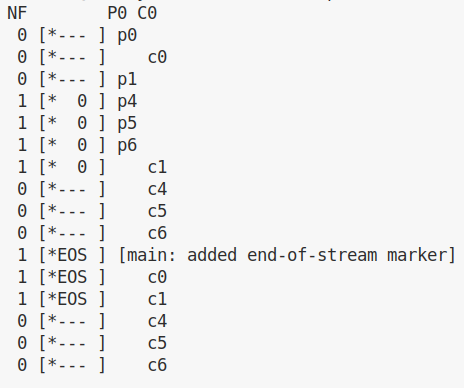 NF        P0 C0
 0 [*--- ] p0
 0 [*--- ]    c0
 0 [*--- ] p1
 1 [*  0 ] p4
 1 [*  0 ] p5
 1 [*  0 ] p6
 1 [*  0 ]    c1
 0 [*--- ]    c4
 0 [*--- ]    c5
 0 [*--- ]    c6
 1 [*EOS ] [main: added end-of-stream marker]
 1 [*EOS ]    c0
 1 [*EOS ]    c1
 0 [*--- ]    c4
 0 [*--- ]    c5
 0 [*--- ]    c6